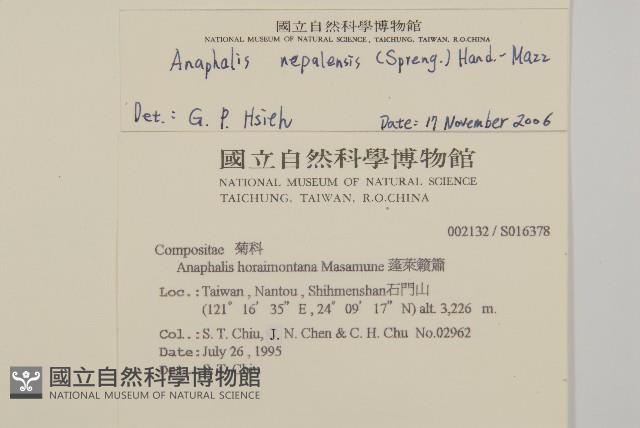 國立自然科學博物館
NATIONAL MUSEUM OF NATURAL SCIENCE, TAICHUNG, TAIWAN, R.O.CHINA
Anaphalis nepalensis (Spreng.) Hand.-Mazz
Det.: G. P. Hsieh
Date: 17 November 2006
國立自然科學博物館
NATIONAL MUSEUM OF NATURAL SCIENCE
TAICHUNG, TAIWAN, R.O.CHINA
002132 / S016378
Compositae 菊科
Anaphalis horaimontana Masamune 蓬萊籟簫
Loc.: Taiwan, Nantou, Shihmenshan石門山
(121° 16' 35" E, 24° 09' 17" N) alt. 3,226 m.
Col.: S. T. Chiu, J. N. Chen & C. H. Chu No.02962
Date: July 26, 1995
國立自然科學博物館
NATIONAL MUSEUM OF NATURAL SCIENCE